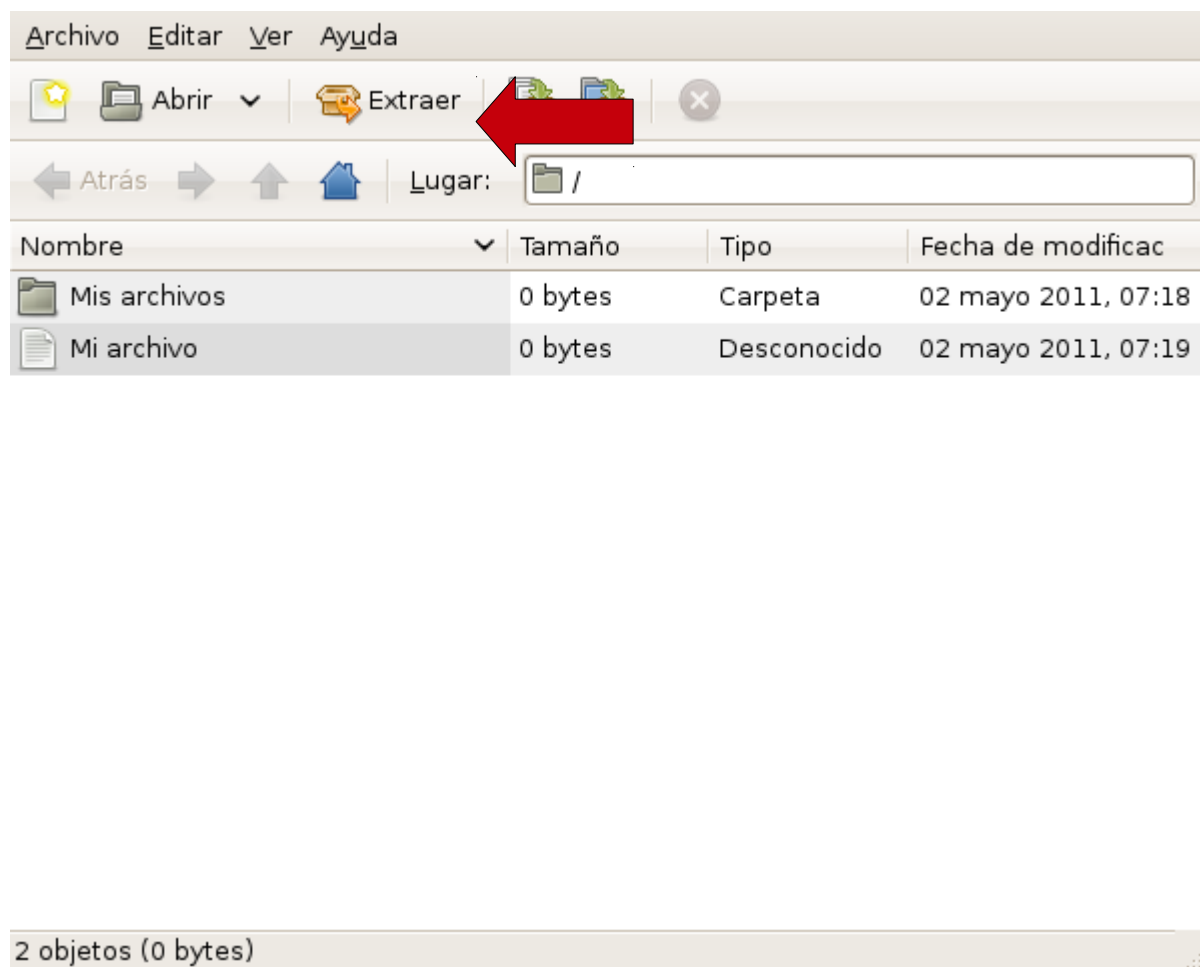 Archivo Editar Ver Ayuda
Abrir Extraer
Atrás Lugar: /
Nombre Tamaño Tipo Fecha de modificac
Mis archivos 0 bytes Carpeta 02 mayo 2011, 07:18
Mi archivo 0 bytes Desconocido 02 mayo 2011, 07:19
2 objetos (0 bytes)